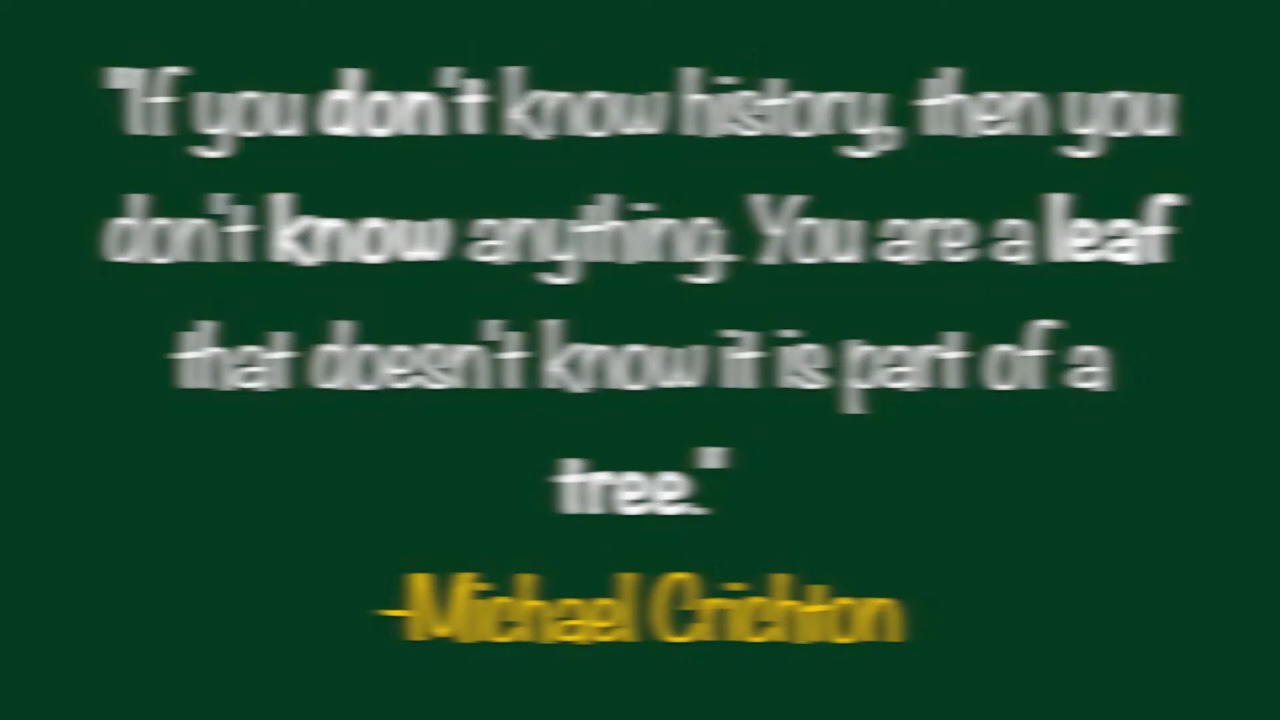 "If you don't know history, then you
don't know anything. You are a leaf
that doesn't know it is part of a
tree."
-Michael Crichton